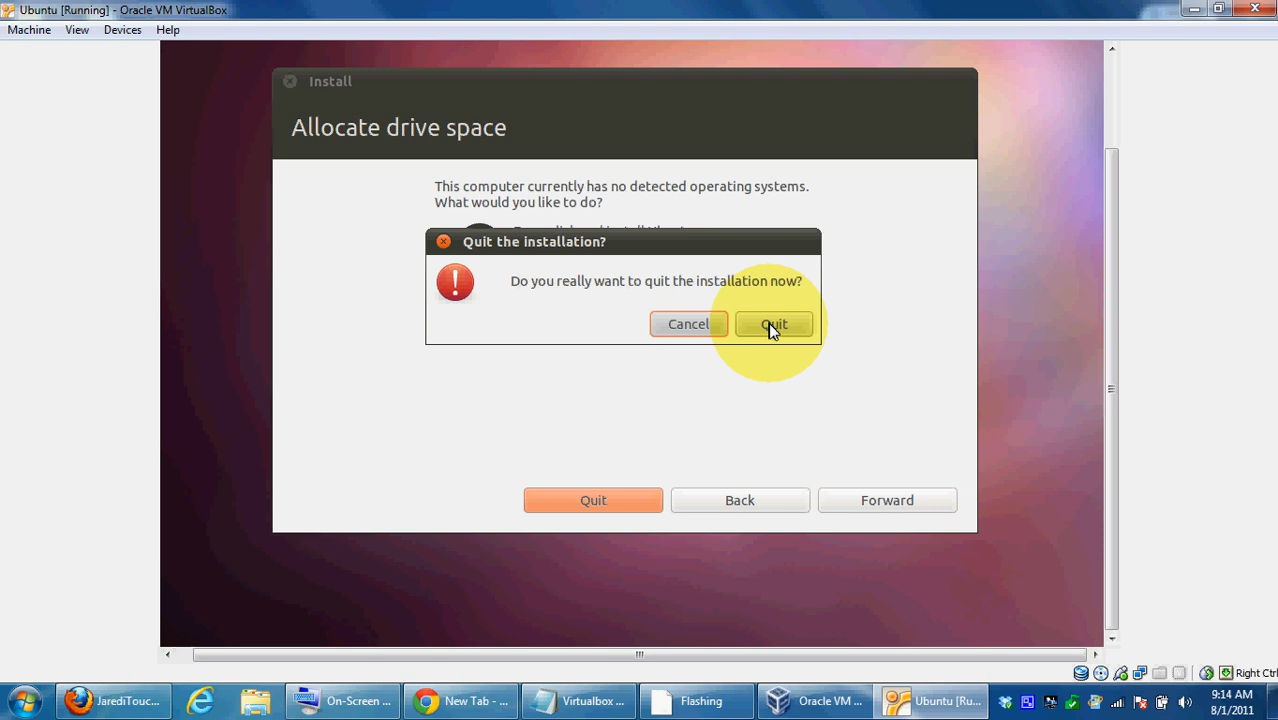 Ubuntu [Running] - Oracle VM VirtualBox
Machine View Devices Help
Install
Allocate drive space
This computer currently has no detected operating systems.
What would you like to do?
Quit the installation?
Do you really want to quit the installation now?
Cancel Quit
Quit Back Forward
Right Ctrl
JarediTouc... On-Screen ... New Tab - ... Virtualbox ... Flashing Oracle VM ... Ubuntu [Ru...
9:14 AM
8/1/2011